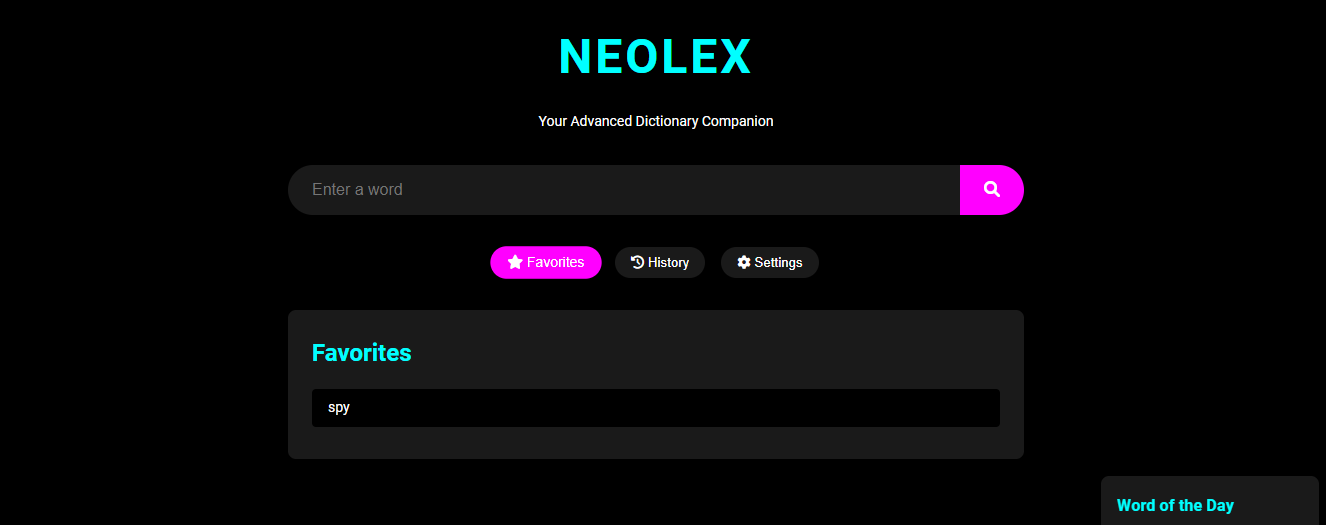 NEOLEX
Your Advanced Dictionary Companion
Enter a word
Favorites History Settings
Favorites
spy
Word of the Day